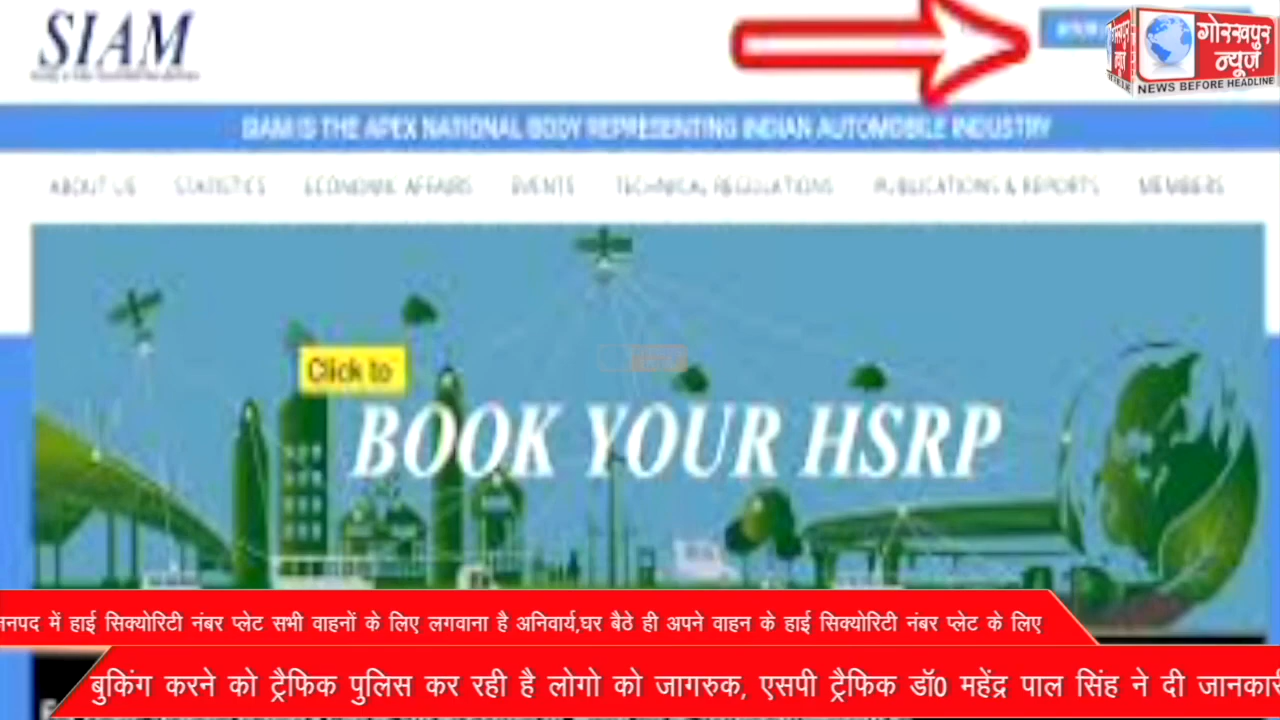 SIAM
गोरखपुर
न्यूज़
NEWS BEFORE HEADLINE
SIAM IS THE APEX NATIONAL BODY REPRESENTING INDIAN AUTOMOBILE INDUSTRY
ABOUT US STATISTICS ECONOMIC AFFAIRS EVENTS TECHNICAL REGULATIONS PUBLICATIONS & REPORTS MEMBERS
Click to
BOOK YOUR HSRP
में हाई सिक्योरिटी नंबर प्लेट सभी वाहनों के लिए लगवाना है अनिवार्य,घर बैठे ही अपने वाहन के हाई सिक्योरिटी नंबर प्लेट के लिए
बुकिंग करने को ट्रैफिक पुलिस कर रही है लोगो को जागरुक, एसपी ट्रैफिक डॉ0 महेंद्र पाल सिंह ने दी